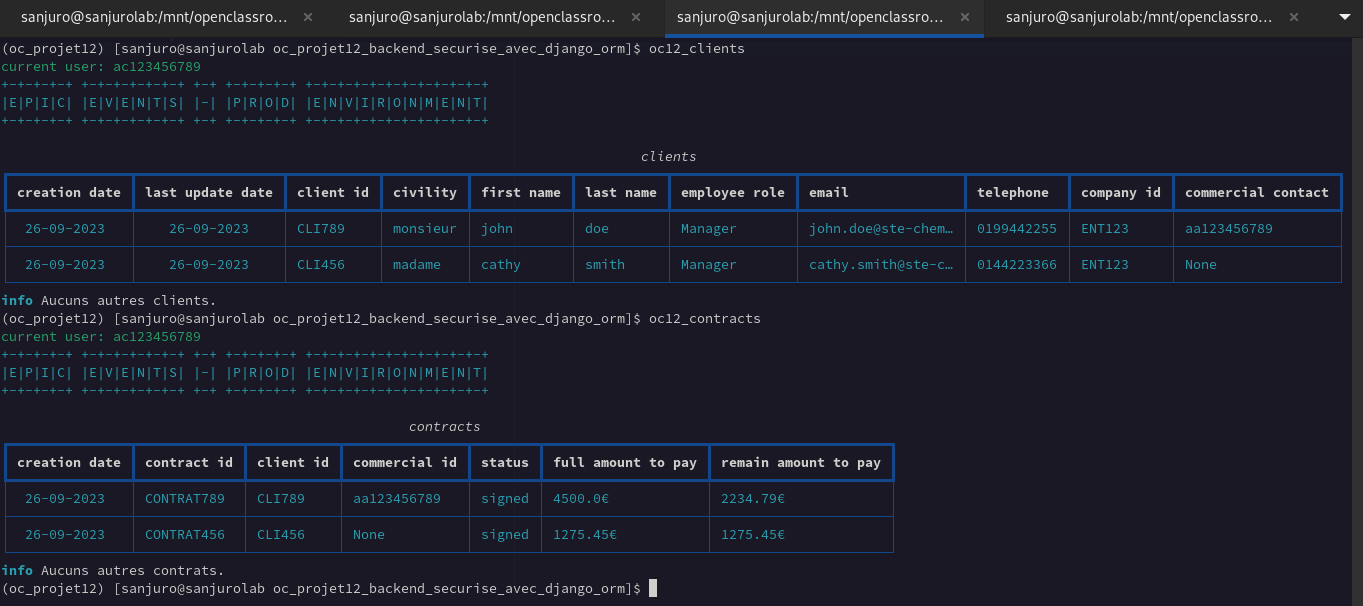 sanjuro@sanjurolab:/mnt/openclassro... × sanjuro@sanjurolab:/mnt/openclassro... × sanjuro@sanjurolab:/mnt/openclassro... × sanjuro@sanjurolab:/mnt/openclassro... ×
(oc_projet12) [sanjuro@sanjurolab oc_projet12_backend_securise_avec_django_orm]$ oc12_clients
current user: ac123456789
+-+-+-+-+ +-+-+-+-+-+-+ +-+ +-+-+-+-+ +-+-+-+-+-+-+-+-+-+-+-+
|E|P|I|C| |E|V|E|N|T|S| |-| |P|R|O|D| |E|N|V|I|R|O|N|M|E|N|T|
+-+-+-+-+ +-+-+-+-+-+-+ +-+ +-+-+-+-+ +-+-+-+-+-+-+-+-+-+-+-+
clients
creation date last update date client id civility first name last name employee role email telephone company id commercial contact
26-09-2023 26-09-2023 CLI789 monsieur john doe Manager john.doe@ste-chem… 0199442255 ENT123 aa123456789
26-09-2023 26-09-2023 CLI456 madame cathy smith Manager cathy.smith@ste-c… 0144223366 ENT123 None
info Aucuns autres clients.
(oc_projet12) [sanjuro@sanjurolab oc_projet12_backend_securise_avec_django_orm]$ oc12_contracts
current user: ac123456789
+-+-+-+-+ +-+-+-+-+-+-+ +-+ +-+-+-+-+ +-+-+-+-+-+-+-+-+-+-+-+
|E|P|I|C| |E|V|E|N|T|S| |-| |P|R|O|D| |E|N|V|I|R|O|N|M|E|N|T|
+-+-+-+-+ +-+-+-+-+-+-+ +-+ +-+-+-+-+ +-+-+-+-+-+-+-+-+-+-+-+
contracts
creation date contract id client id commercial id status full amount to pay remain amount to pay
26-09-2023 CONTRAT789 CLI789 aa123456789 signed 4500.0€ 2234.79€
26-09-2023 CONTRAT456 CLI456 None signed 1275.45€ 1275.45€
info Aucuns autres contrats.
(oc_projet12) [sanjuro@sanjurolab oc_projet12_backend_securise_avec_django_orm]$